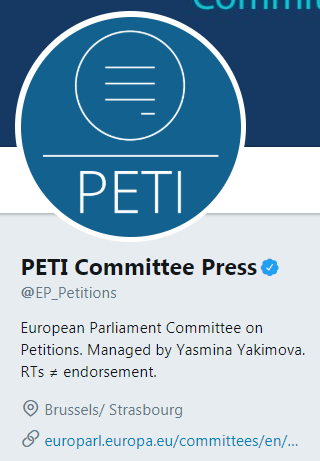 PETI
PETI Committee Press
@EP_Petitions
European Parliament Committee on
Petitions. Managed by Yasmina Yakimova.
RTs ≠ endorsement.
Brussels/ Strasbourg
europarl.europa.eu/committees/en/...